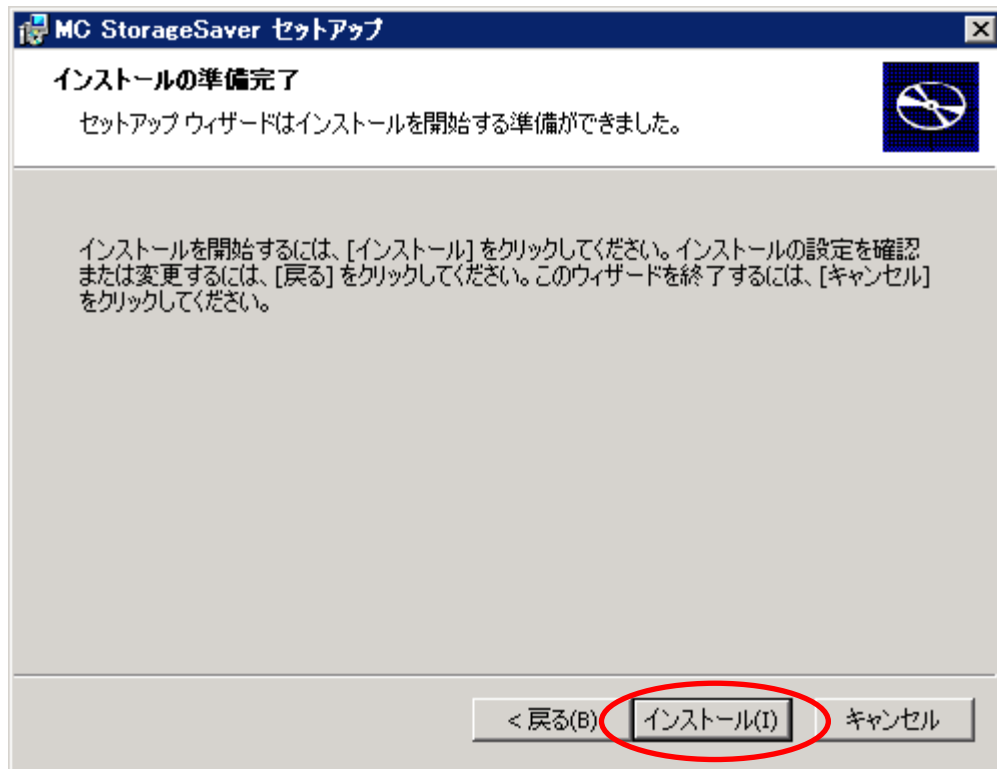 MC StorageSaver セットアップ
インストールの準備完了
セットアップ ウィザードはインストールを開始する準備ができました。
インストールを開始するには、[インストール] をクリックしてください。インストールの設定を確認
または変更するには、[戻る] をクリックしてください。このウィザードを終了するには、[キャンセル]
をクリックしてください。
< 戻る(B) インストール(I) キャンセル